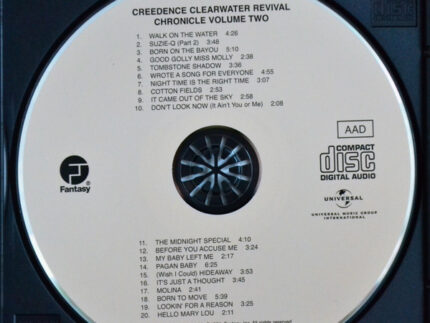 CREEDENCE CLEARWATER REVIVAL
CHRONICLE VOLUME TWO
1. WALK ON THE WATER 4:26
2. SUZIE-Q (Part 2) 3:48
3. BORN ON THE BAYOU 5:10
4. GOOD GOLLY MISS MOLLY 2:38
5. TOMBSTONE SHADOW 3:36
6. WROTE A SONG FOR EVERYONE 4:55
7. NIGHT TIME IS THE RIGHT TIME 3:07
8. COTTON FIELDS 2:53
9. IT CAME OUT OF THE SKY 2:58
10. DON'T LOOK NOW (It Ain't You or Me) 2:08
AAD
COMPACT
disc
DIGITAL AUDIO
F
Fantasy®
UNIVERSAL
UNIVERSAL MUSIC GROUP
INTERNATIONAL
11. THE MIDNIGHT SPECIAL 4:10
12. BEFORE YOU ACCUSE ME 3:24
13. MY BABY LEFT ME 2:17
14. PAGAN BABY 6:25
15. (Wish I Could) HIDEAWAY 3:53
16. IT'S JUST A THOUGHT 3:45
17. MOLINA 2:41
18. BORN TO MOVE 5:39
19. LOOKIN' FOR A REASON 3:25
20. HELLO MARY LOU 2:11